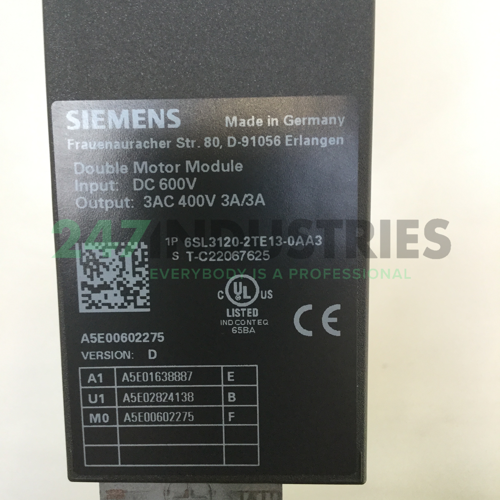 SIEMENS Made in Germany
Frauenauracher Str. 80, D-91056 Erlangen
Double Motor Module
Input: DC 600V
Output: 3AC 400V 3A/3A
1P 6SL3120-2TE13-0AA3
S T-C22067625
247INDUSTRIES
EVERYBODY IS A PROFESSIONAL
C UL US
LISTED
IND CONT EQ
65BA
CE
A5E00602275
VERSION: D
A1 A5E01638887 E
U1 A5E02824138 B
M0 A5E00602275 F